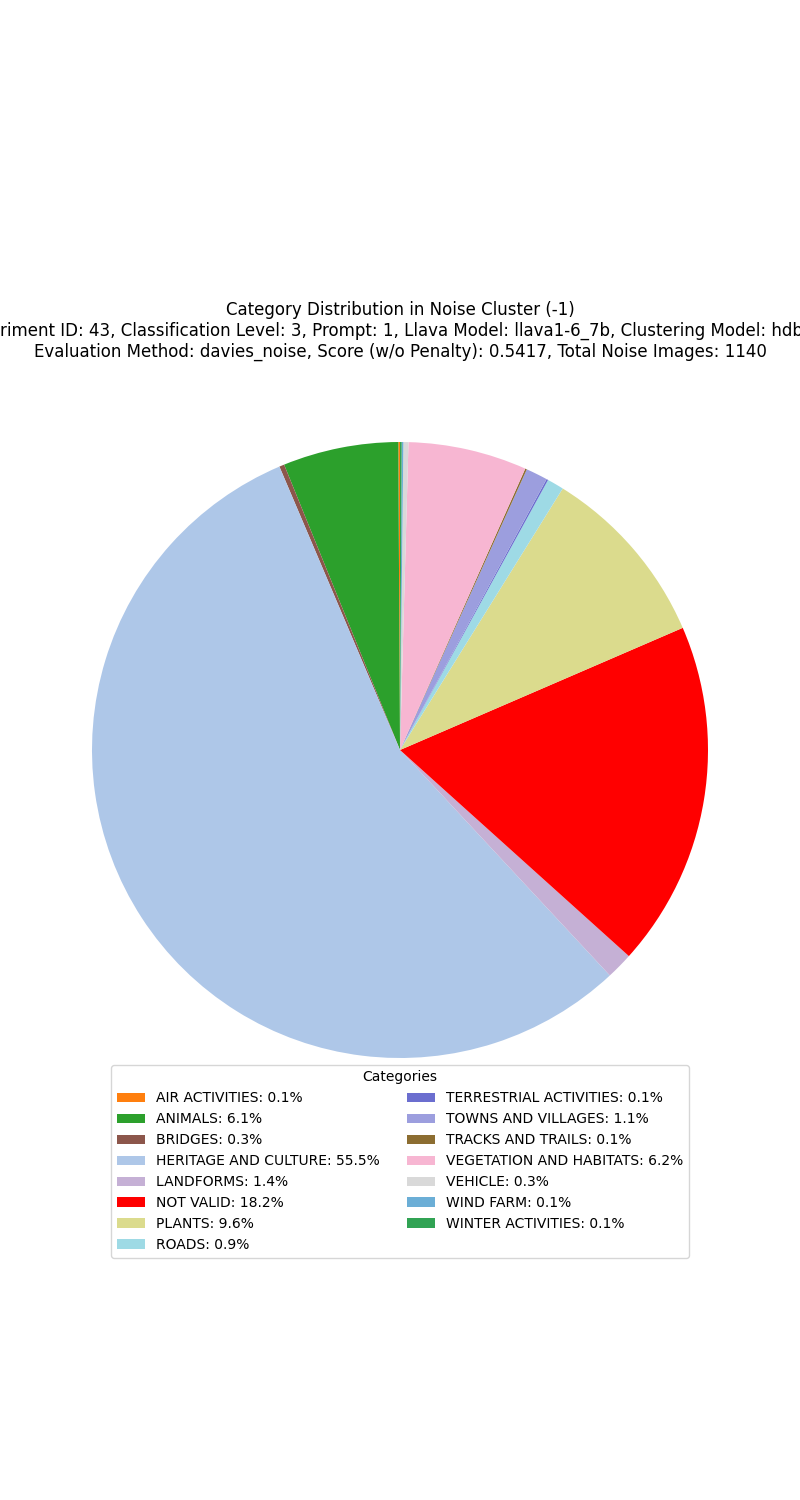 Category Distribution in Noise Cluster (-1)
riment ID: 43, Classification Level: 3, Prompt: 1, Llava Model: llava1-6_7b, Clustering Model: hdb
Evaluation Method: davies_noise, Score (w/o Penalty): 0.5417, Total Noise Images: 1140
Categories
AIR ACTIVITIES: 0.1%
ANIMALS: 6.1%
BRIDGES: 0.3%
HERITAGE AND CULTURE: 55.5%
LANDFORMS: 1.4%
NOT VALID: 18.2%
PLANTS: 9.6%
ROADS: 0.9%
TERRESTRIAL ACTIVITIES: 0.1%
TOWNS AND VILLAGES: 1.1%
TRACKS AND TRAILS: 0.1%
VEGETATION AND HABITATS: 6.2%
VEHICLE: 0.3%
WIND FARM: 0.1%
WINTER ACTIVITIES: 0.1%